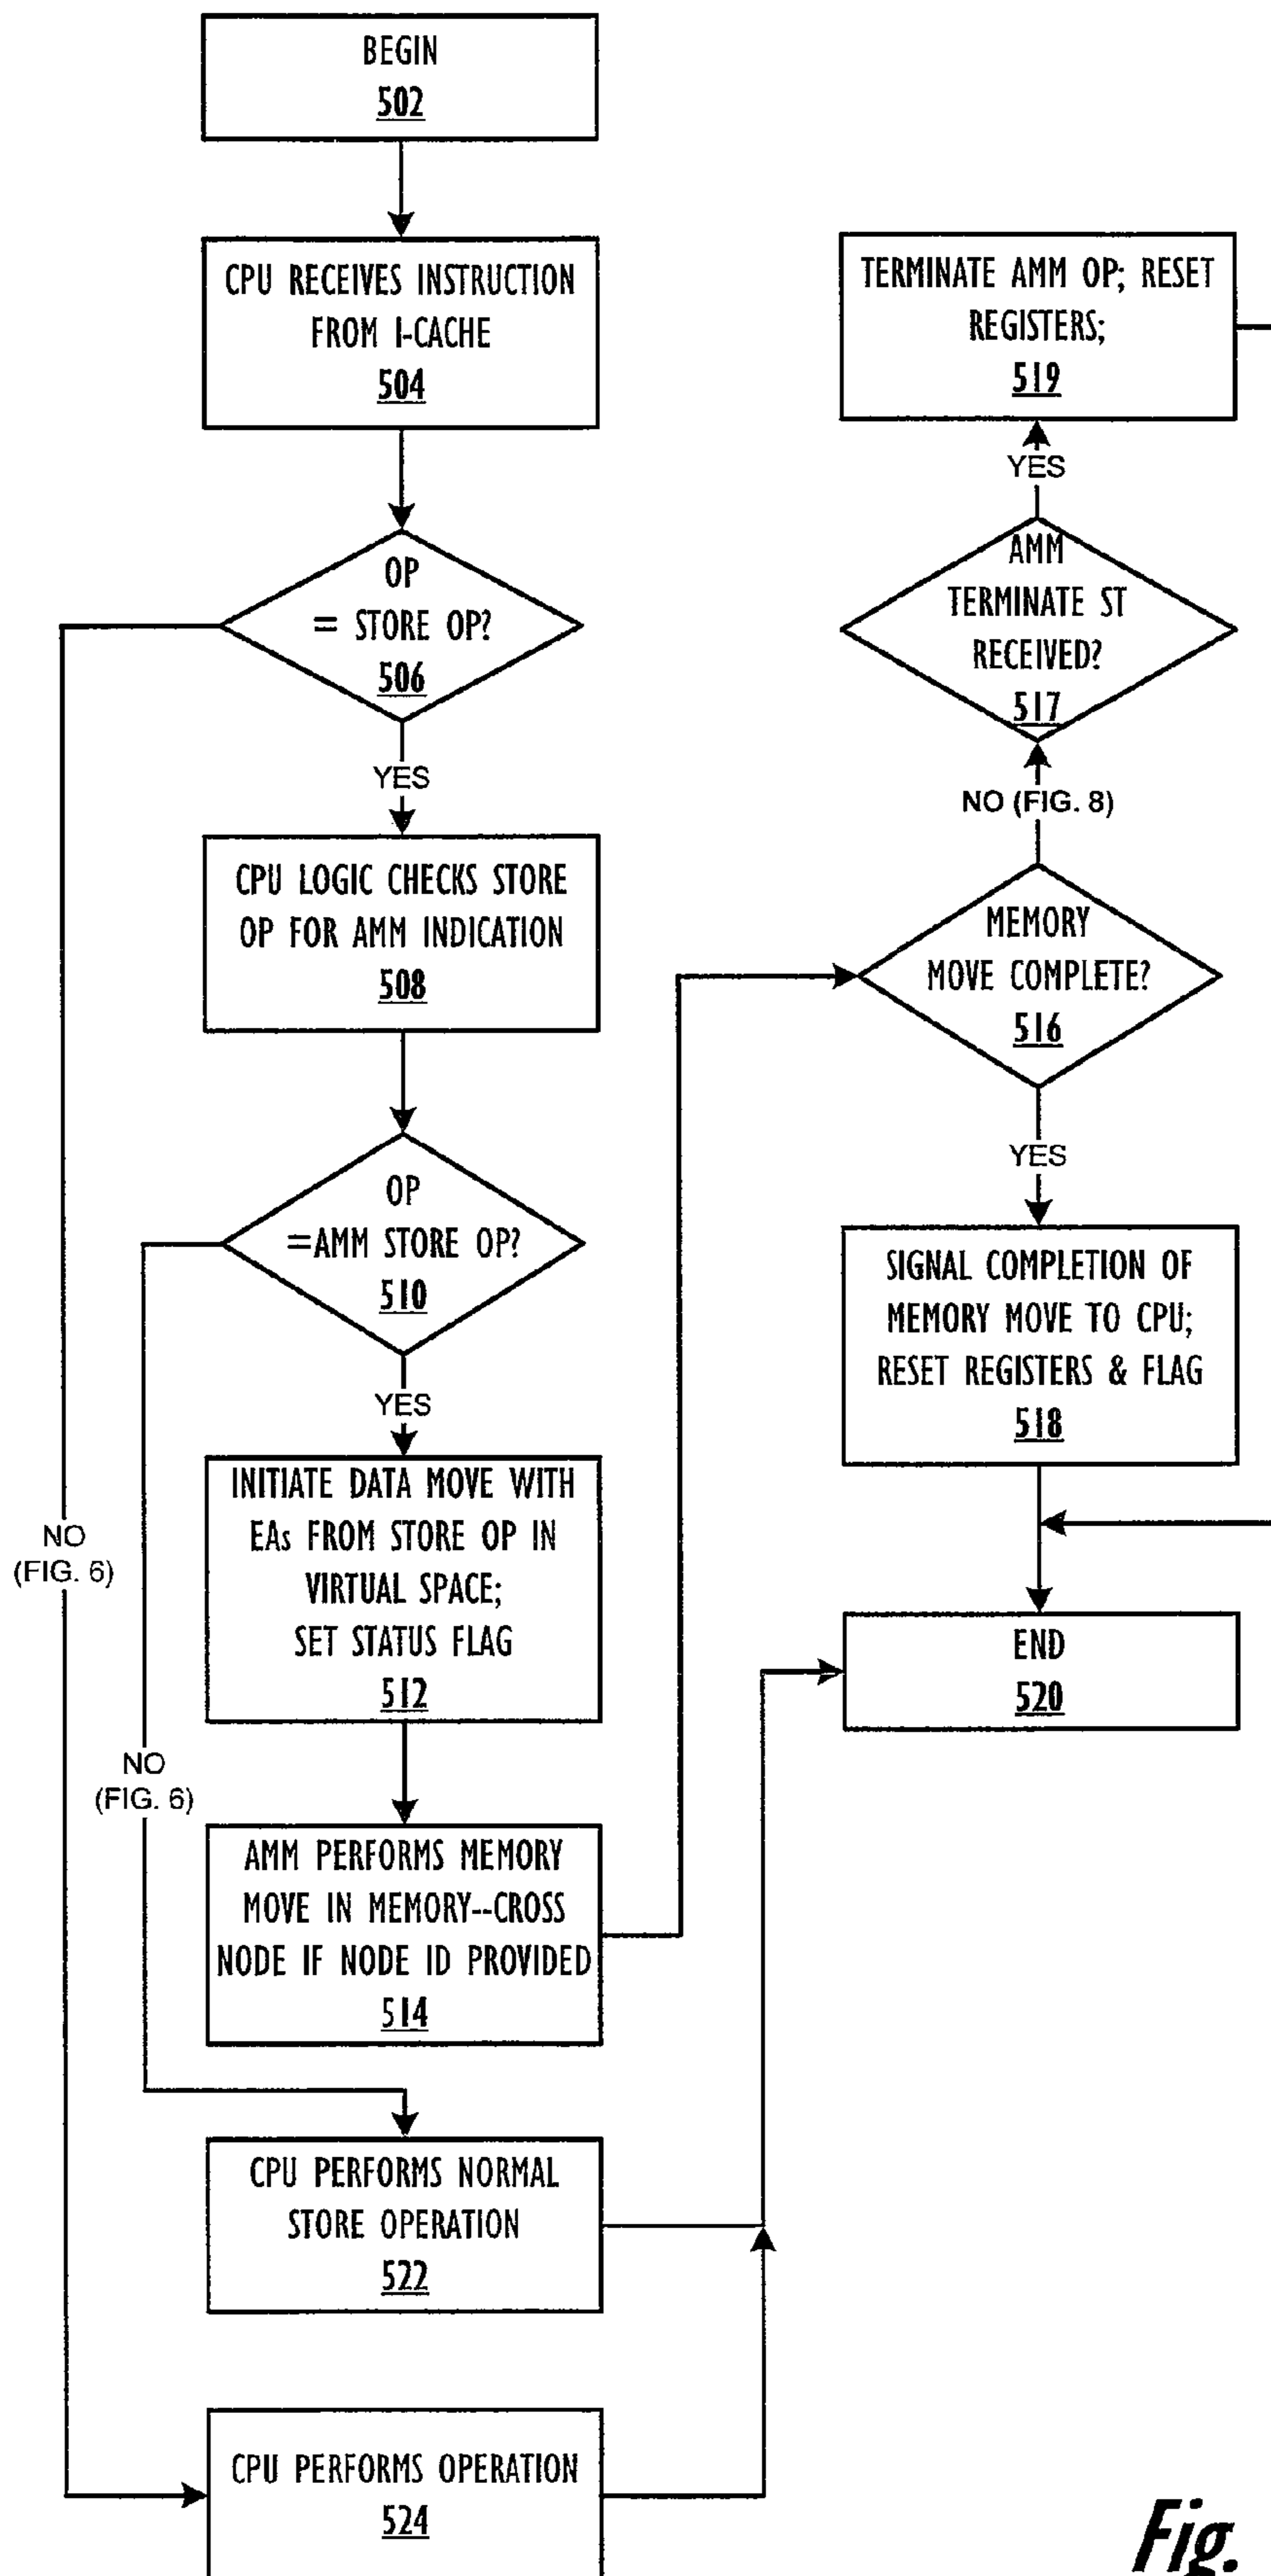 BEGIN
502
CPU RECEIVES INSTRUCTION
FROM I-CACHE
504
OP
= STORE OP?
506
YES
CPU LOGIC CHECKS STORE
OP FOR AMM INDICATION
508
OP
=AMM STORE OP?
510
YES
INITIATE DATA MOVE WITH
EAs FROM STORE OP IN
VIRTUAL SPACE;
SET STATUS FLAG
512
NO
(FIG. 6)
NO
(FIG. 6)
AMM PERFORMS MEMORY
MOVE IN MEMORY--CROSS
NODE IF NODE ID PROVIDED
514
CPU PERFORMS NORMAL
STORE OPERATION
522
CPU PERFORMS OPERATION
524
TERMINATE AMM OP; RESET
REGISTERS;
519
YES
AMM
TERMINATE ST
RECEIVED?
517
NO (FIG. 8)
MEMORY
MOVE COMPLETE?
516
YES
SIGNAL COMPLETION OF
MEMORY MOVE TO CPU;
RESET REGISTERS & FLAG
518
END
520
Fig.